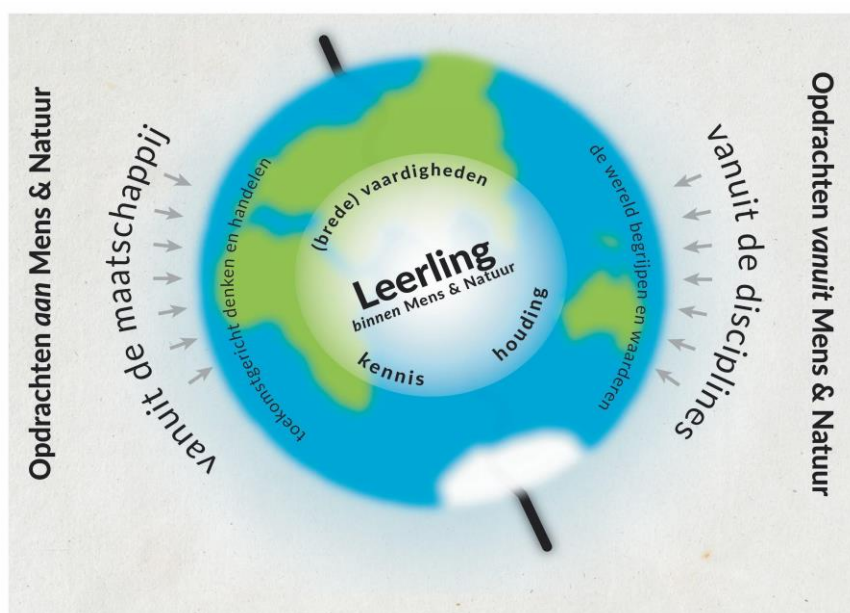 Opdrachten aan Mens & Natuur
vanuit de maatschappij
toekomstgericht denken en handelen
(brede) vaardigheden
Leerling
binnen Mens & Natuur
kennis
houding
de wereld begrijpen en waarderen
vanuit de disciplines
Opdrachten vanuit Mens & Natuur